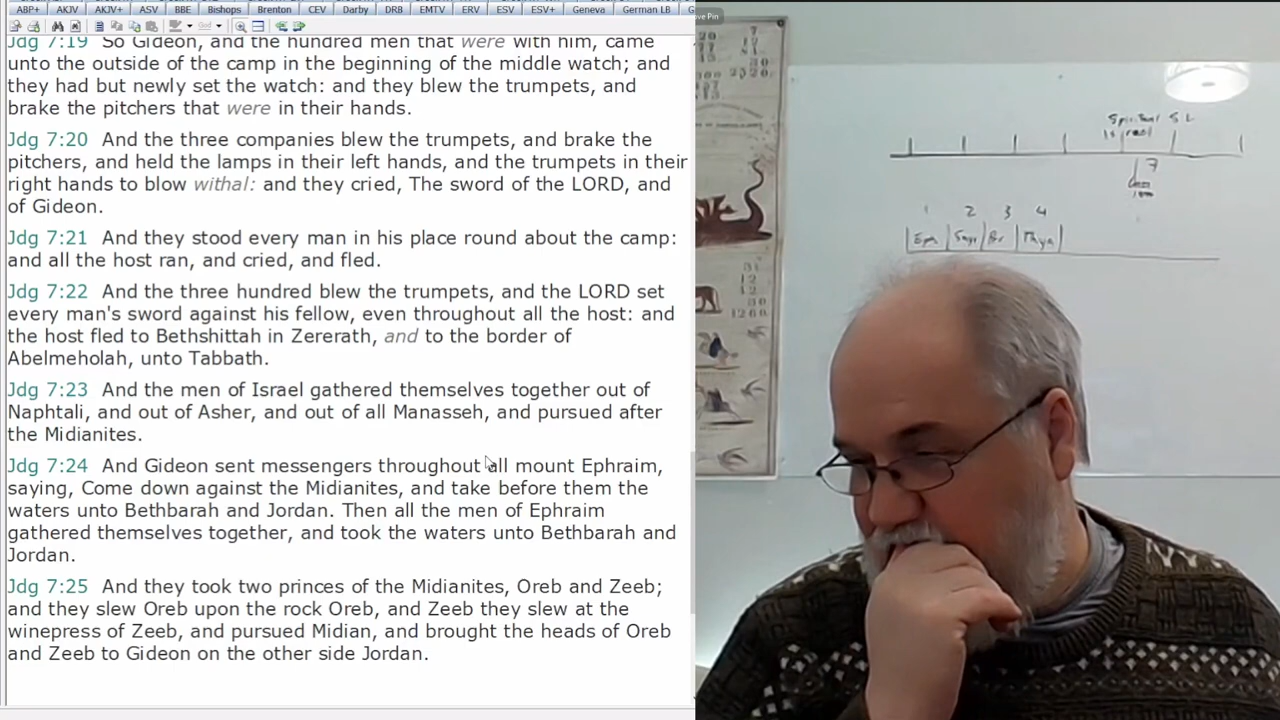 ABP+ AKJV AKJV+ ASV BBE Bishops Brenton CEV Darby DRB EMTV ERV ESV ESV+ Geneva German LB
Jdg 7:19 So Gideon, and the hundred men that were with him, came
unto the outside of the camp in the beginning of the middle watch; and
they had but newly set the watch: and they blew the trumpets, and
brake the pitchers that were in their hands.
Jdg 7:20 And the three companies blew the trumpets, and brake the
pitchers, and held the lamps in their left hands, and the trumpets in their
right hands to blow withal: and they cried, The sword of the LORD, and
of Gideon.
Jdg 7:21 And they stood every man in his place round about the camp:
and all the host ran, and cried, and fled.
Jdg 7:22 And the three hundred blew the trumpets, and the LORD set
every man's sword against his fellow, even throughout all the host: and
the host fled to Bethshittah in Zererath, and to the border of
Abelmeholah, unto Tabbath.
Jdg 7:23 And the men of Israel gathered themselves together out of
Naphtali, and out of Asher, and out of all Manasseh, and pursued after
the Midianites.
Jdg 7:24 And Gideon sent messengers throughout all mount Ephraim,
saying, Come down against the Midianites, and take before them the
waters unto Bethbarah and Jordan. Then all the men of Ephraim
gathered themselves together, and took the waters unto Bethbarah and
Jordan.
Jdg 7:25 And they took two princes of the Midianites, Oreb and Zeeb;
and they slew Oreb upon the rock Oreb, and Zeeb they slew at the
winepress of Zeeb, and pursued Midian, and brought the heads of Oreb
and Zeeb to Gideon on the other side Jordan.
Pin
Spiritual S L
Israel
7
1 2 3 4
Eph
Thya